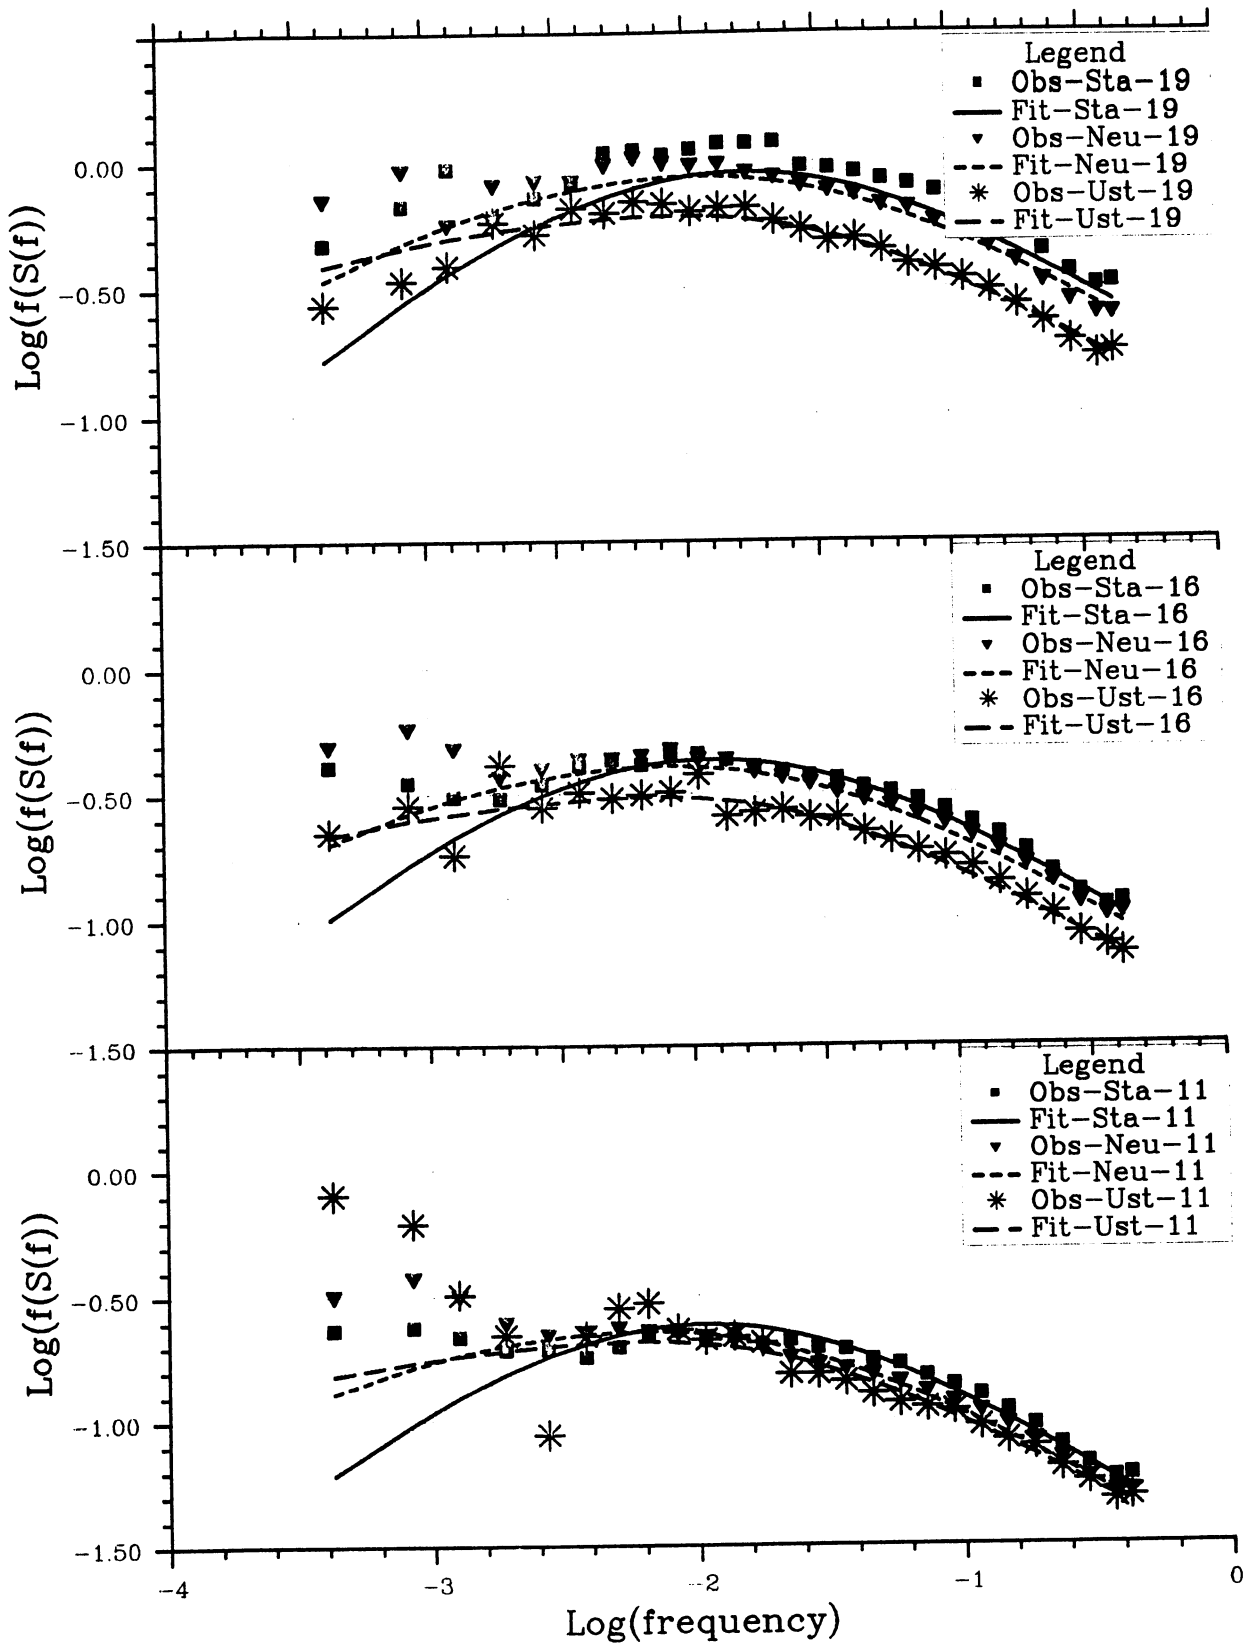 Legend
Obs-Sta-19
Fit-Sta-19
Obs-Neu-19
Fit-Neu-19
Obs-Ust-19
Fit-Ust-19
0.00
-0.50
-1.00
-1.50
Log(f(S(f))
Legend
Obs-Sta-16
Fit-Sta-16
Obs-Neu-16
Fit-Neu-16
Obs-Ust-16
Fit-Ust-16
0.00
-0.50
-1.00
-1.50
Log(f(S(f))
Legend
Obs-Sta-11
Fit-Sta-11
Obs-Neu-11
Fit-Neu-11
Obs-Ust-11
Fit-Ust-11
0.00
-0.50
-1.00
-1.50
Log(f(S(f))
-4 -3 -2 -1 0
Log(frequency)